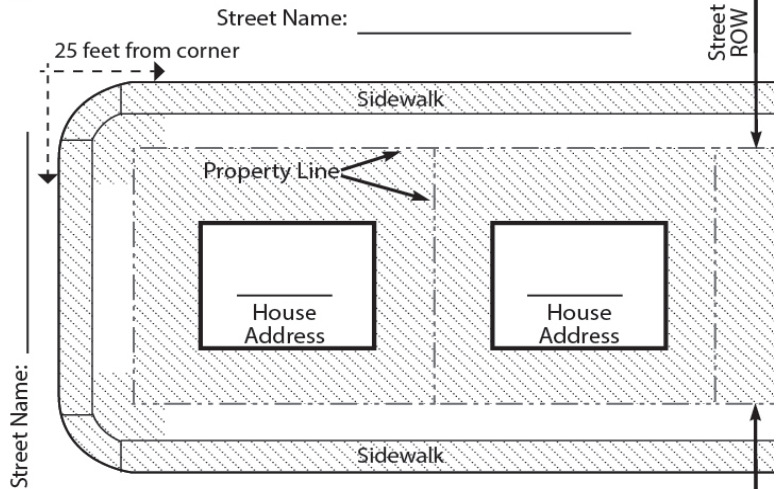 Street Name:
Street
ROW
25 feet from corner
Sidewalk
Property Line
House
Address
House
Address
Street Name:
Sidewalk